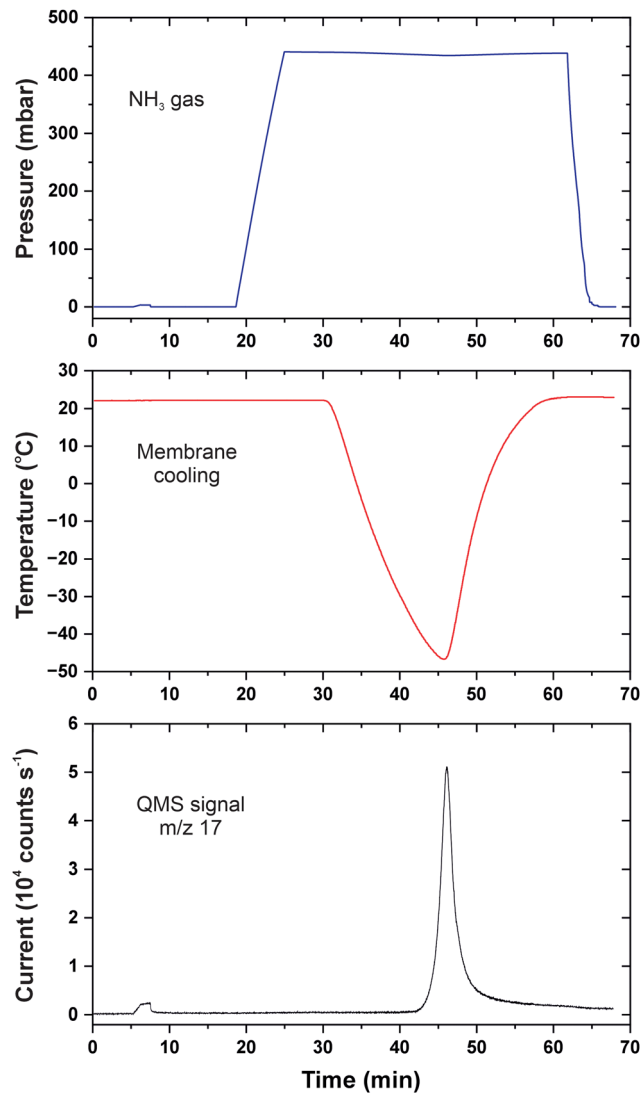 500
400
300
200
100
0
Pressure (mbar)
NH₃ gas
0 10 20 30 40 50 60 70
30
20
10
0
−10
−20
−30
−40
−50
Temperature (°C)
Membrane
cooling
0 10 20 30 40 50 60 70
6
5
4
3
2
1
0
Current (10⁴ counts s⁻¹)
QMS signal
m/z 17
0 10 20 30 40 50 60 70
Time (min)